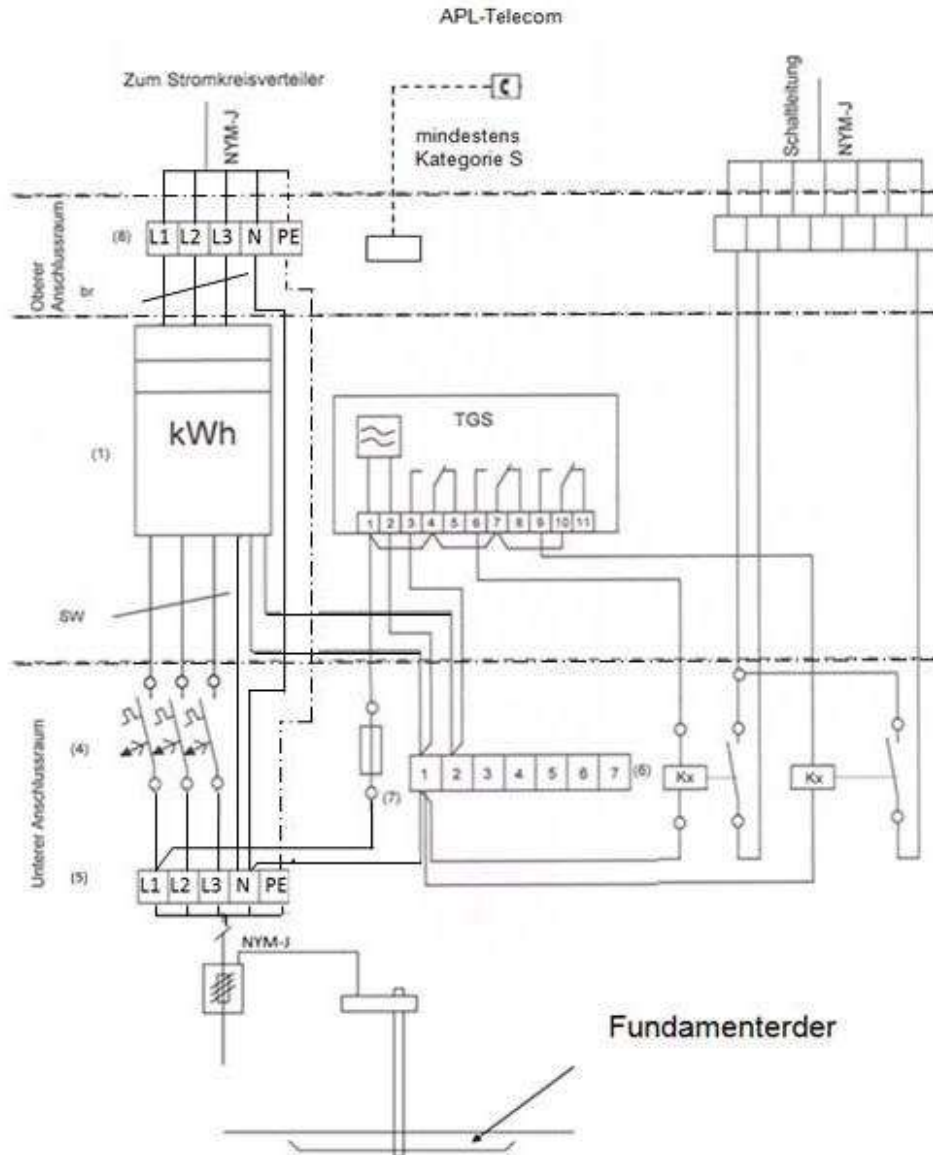 APL-Telecom
Zum Stromkreisverteiler
NYM-J
mindestens
Kategorie S
Schaltleitung
NYM-J
Oberer
Anschlussraum
(8)
L1 L2 L3 N PE
kWh
(1)
TGS
1 2 3 4 5 6 7 8 9 10 11
SW
Unterer Anschlussraum
(4)
(7)
1 2 3 4 5 6 7
(6)
Kx
Kx
(5)
L1 L2 L3 N PE
NYM-J
Fundamenterder